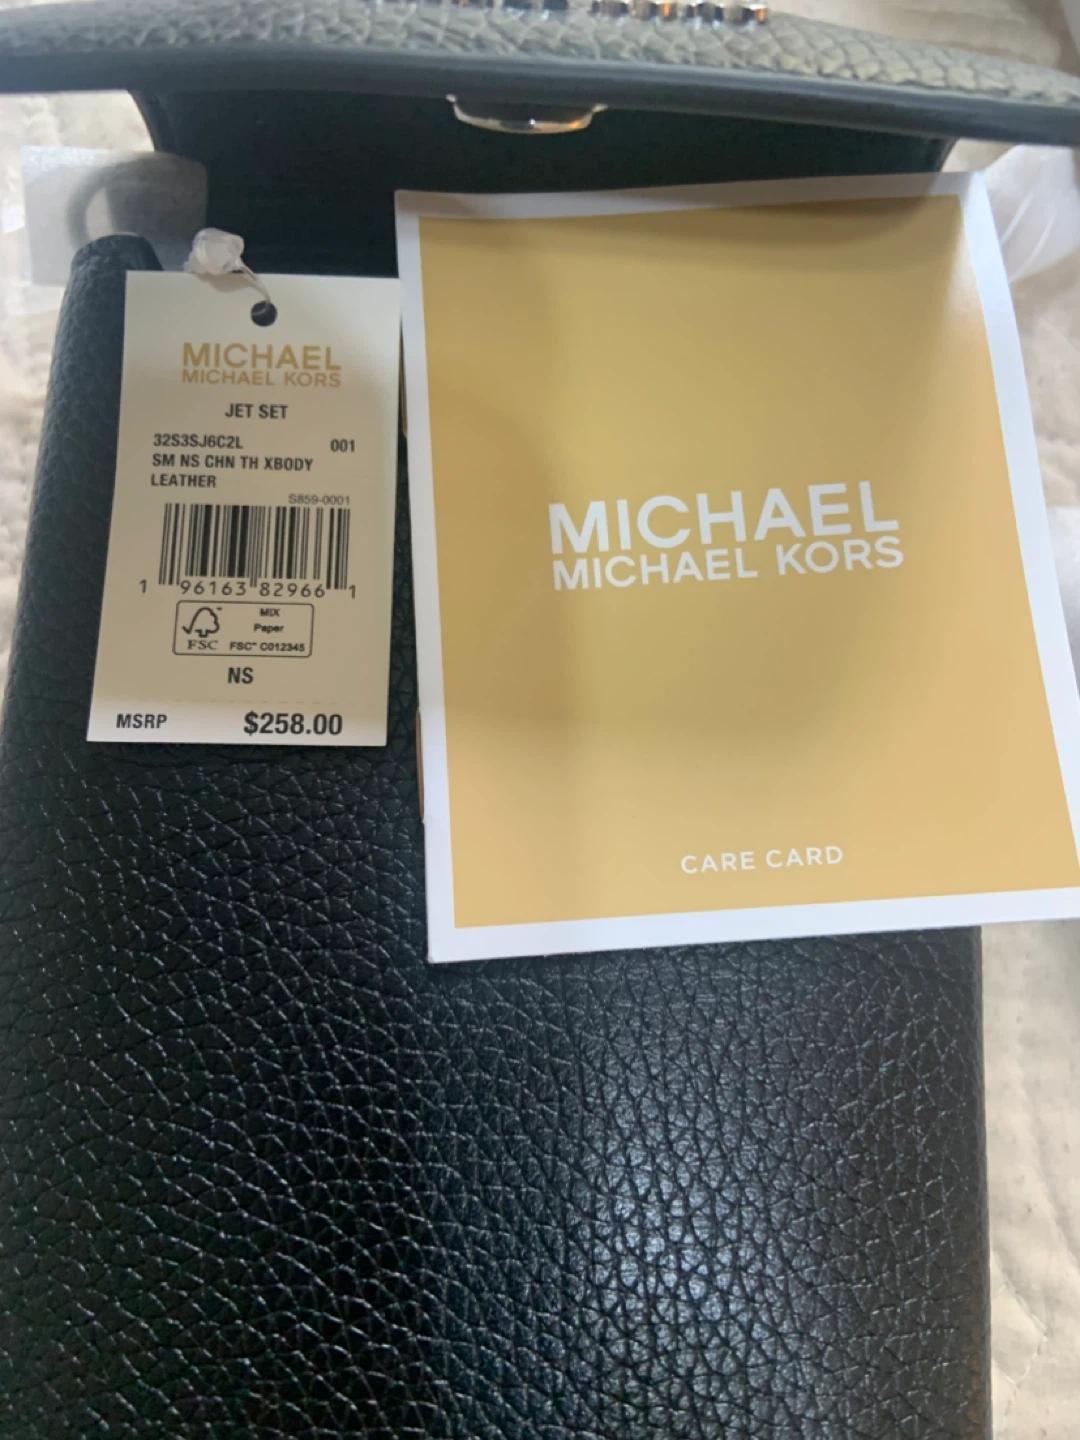 MICHAEL
MICHAEL KORS
JET SET
32S3SJ6C2L 001
SM NS CHN TH XBODY
LEATHER
S859-0001
1 96163 82966 1
MIX
Paper
FSC FSC™ C012345
NS
MSRP $258.00
MICHAEL
MICHAEL KORS
CARE CARD